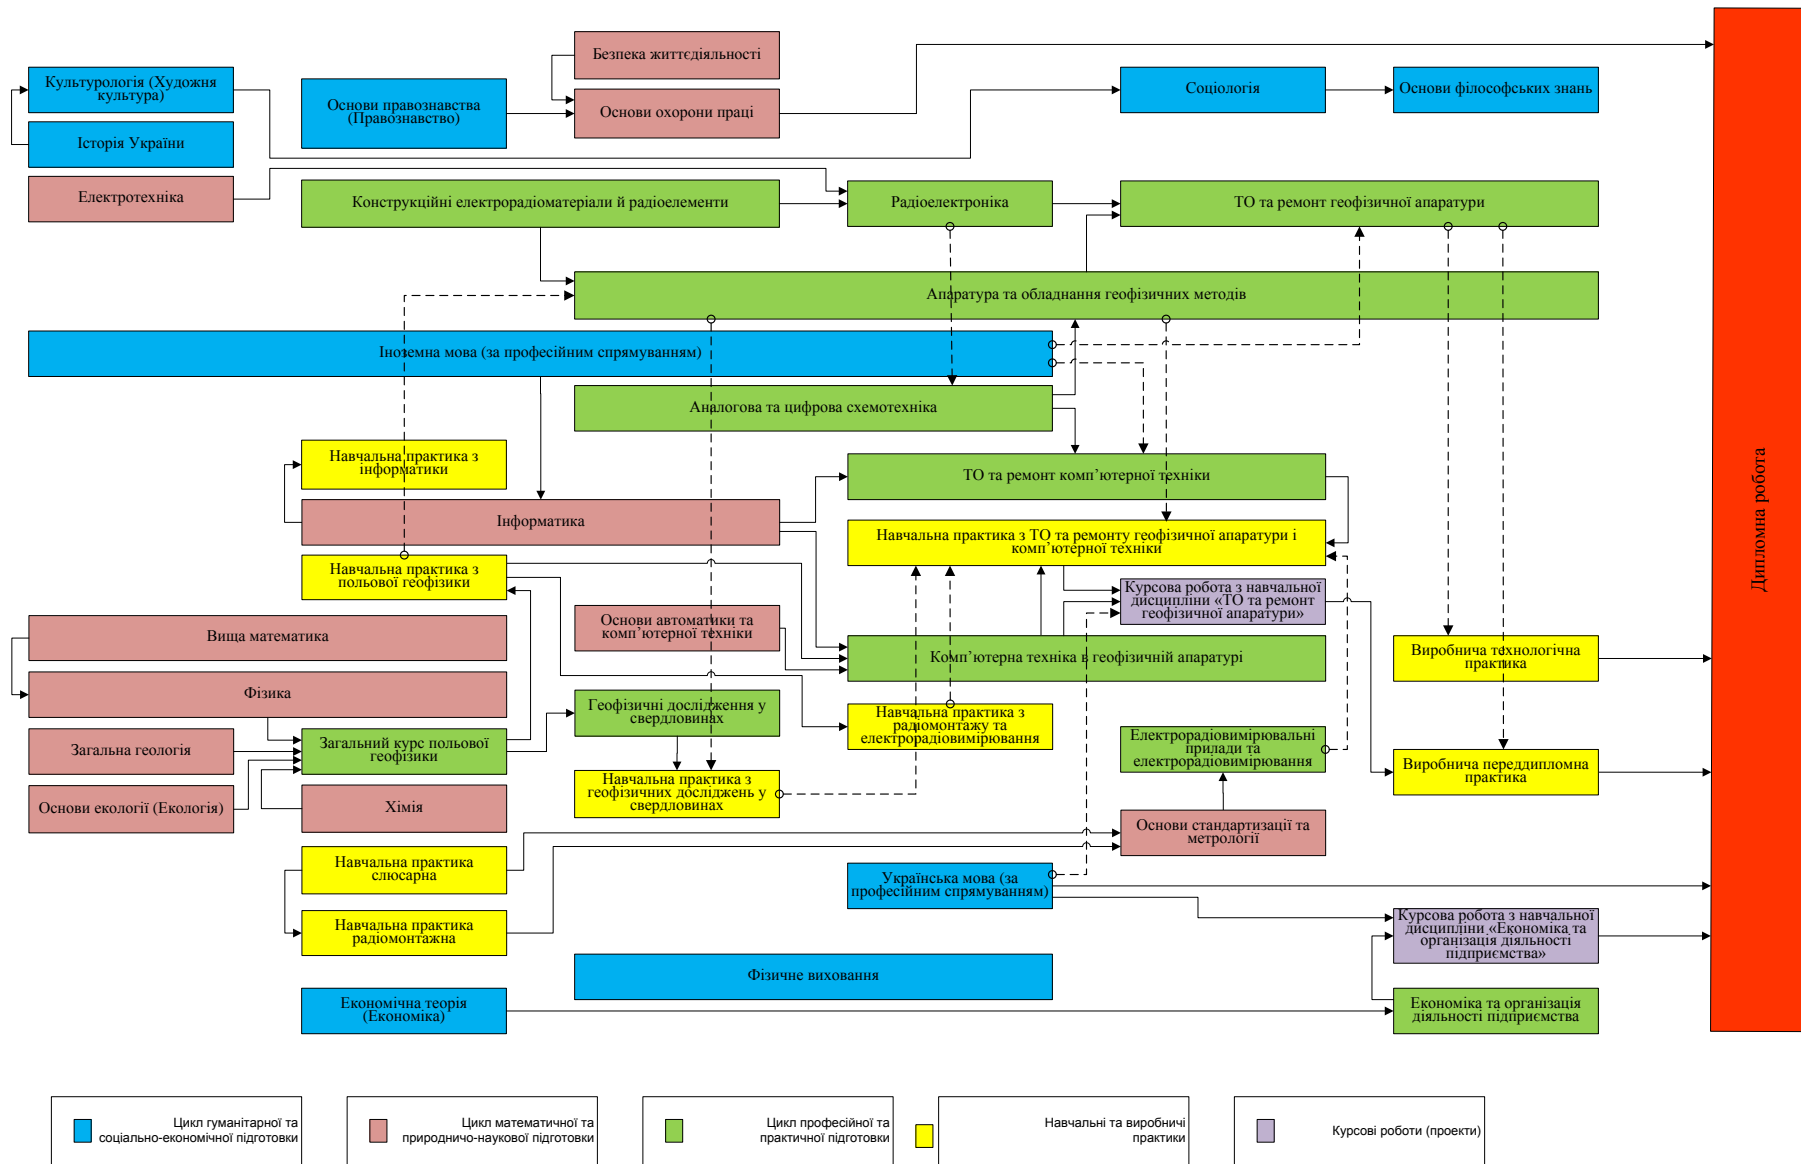 Безпека життєдіяльності
Культурологія (Художня
культура)
Основи правознавства
(Правознавство)
Основи охорони праці
Соціологія
Основи філософських знань
Історія України
Електротехніка
Конструкційні електрорадіоматеріали й радіоелементи
Радіоелектроніка
ТО та ремонт геофізичної апаратури
Апаратура та обладнання геофізичних методів
Іноземна мова (за професійним спрямуванням)
Аналогова та цифрова схемотехніка
Навчальна практика з
інформатики
ТО та ремонт комп’ютерної техніки
Інформатика
Навчальна практика з ТО та ремонту геофізичної апаратури і
комп’ютерної техніки
Навчальна практика з
польової геофізики
Курсова робота з навчальної
дисципліни «ТО та ремонт
геофізичної апаратури»
Основи автоматики та
комп’ютерної техніки
Вища математика
Комп’ютерна техніка в геофізичній апаратурі
Виробнича технологічна
практика
Фізика
Геофізичні дослідження у
свердловинах
Навчальна практика з
радіомонтажу та
електрорадіовимірювання
Загальна геологія
Загальний курс польової
геофізики
Електрорадіовимірювальні
прилади та
електрорадіовимірювання
Виробнича переддипломна
практика
Навчальна практика з
геофізичних досліджень у
свердловинах
Основи екології (Екологія)
Хімія
Основи стандартизації та
метрології
Навчальна практика
слюсарна
Українська мова (за
професійним спрямуванням)
Навчальна практика
радіомонтажна
Курсова робота з навчальної
дисципліни «Економіка та
організація діяльності
підприємства»
Фізичне виховання
Економічна теорія
(Економіка)
Економіка та організація
діяльності підприємства
Дипломна робота
Цикл гуманітарної та
соціально-економічної підготовки
Цикл математичної та
природничо-наукової підготовки
Цикл професійної та
практичної підготовки
Навчальні та виробничі
практики
Курсові роботи (проекти)